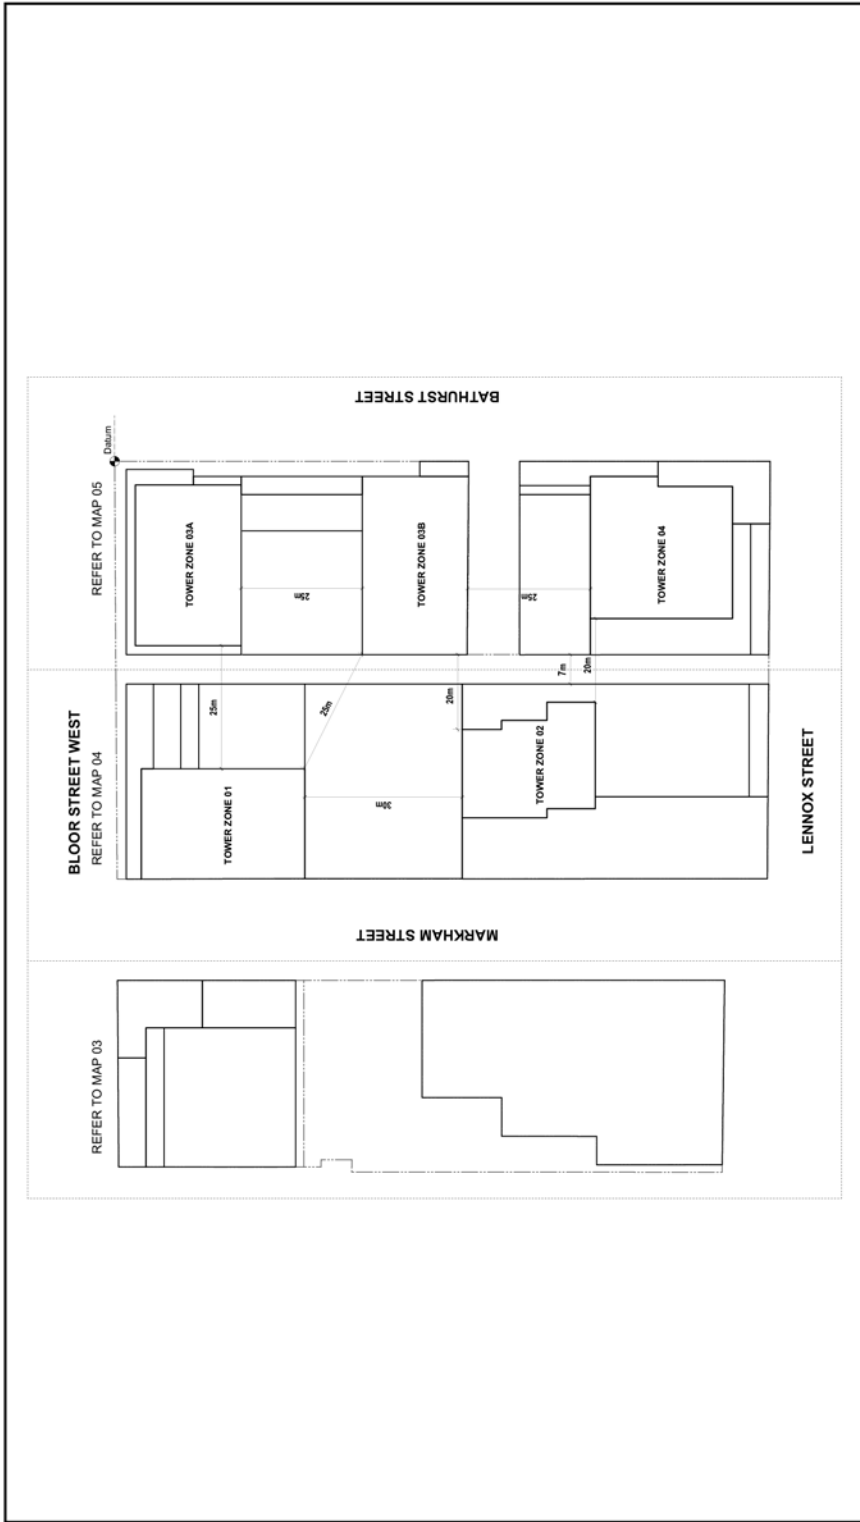 BATHURST STREET
Datum
REFER TO MAP 05
TOWER ZONE 03A
TOWER ZONE 03B
TOWER ZONE 04
25m
25m
7m
20m
20m
25m
25m
BLOOR STREET WEST
REFER TO MAP 04
TOWER ZONE 01
30m
TOWER ZONE 02
LENNOX STREET
MARKHAM STREET
REFER TO MAP 03